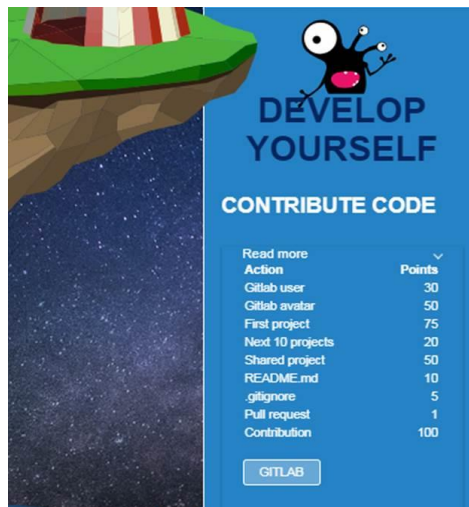 DEVELOP
YOURSELF
CONTRIBUTE CODE
Read more
Action Points
Gitlab user 30
Gitlab avatar 50
First project 75
Next 10 projects 20
Shared project 50
README.md 10
.gitignore 5
Pull request 1
Contribution 100
GITLAB